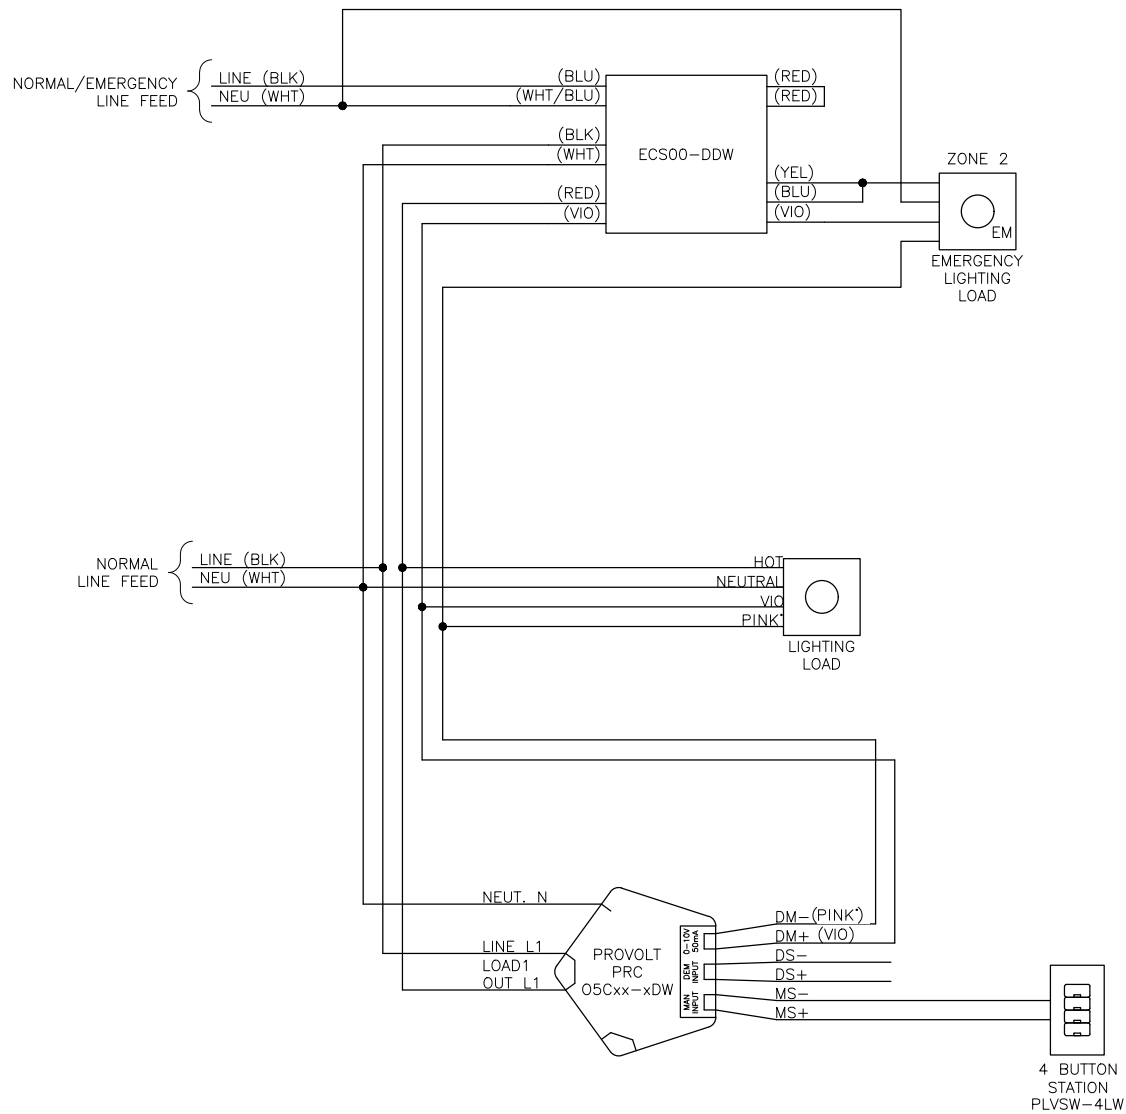 NORMAL/EMERGENCY
LINE FEED
LINE (BLK)
NEU (WHT)
(BLU)
(WHT/BLU)
(BLK)
(WHT)
(RED)
(VIO)
ECS00-DDW
(RED)
(RED)
(YEL)
(BLU)
(VIO)
ZONE 2
EM
EMERGENCY
LIGHTING
LOAD
NORMAL
LINE FEED
LINE (BLK)
NEU (WHT)
HOT
NEUTRAL
VIO
PINK*
LIGHTING
LOAD
NEUT. N
LINE L1
LOAD1
OUT L1
PROVOLT
PRC
05Cxx-xDW
0-10V
50mA
DEM
INPUT
MAN
INPUT
DM-(PINK*)
DM+ (VIO)
DS-
DS+
MS-
MS+
4 BUTTON
STATION
PLVSW-4LW